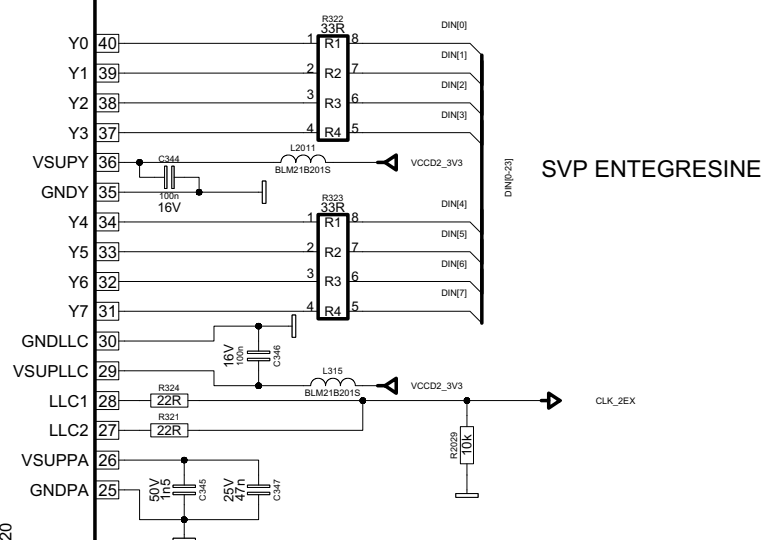 R322
33R
DIN[0]
Y0 40 1 R1 8
DIN[1]
Y1 39 2 R2 7
DIN[2]
Y2 38 3 R3 6
DIN[3]
Y3 37 4 R4 5
L2011
VSUPY 36 C344 BLM21B201S VCCD2_3V3
DIN[0-23]
SVP ENTEGRESINE
GNDY 35 100n
16V
R323
33R
DIN[4]
Y4 34 1 R1 8
DIN[5]
Y5 33 2 R2 7
DIN[6]
Y6 32 3 R3 6
DIN[7]
Y7 31 4 R4 5
GNDLLC 30
16V
100n
C346
L315
VSUPLLC 29 BLM21B201S VCCD2_3V3
R324
LLC1 28 22R CLK_2EX
R321
LLC2 27 22R
R2029
10k
VSUPPA 26
50V
1n5
C345
25V
47n
C347
GNDPA 25
20